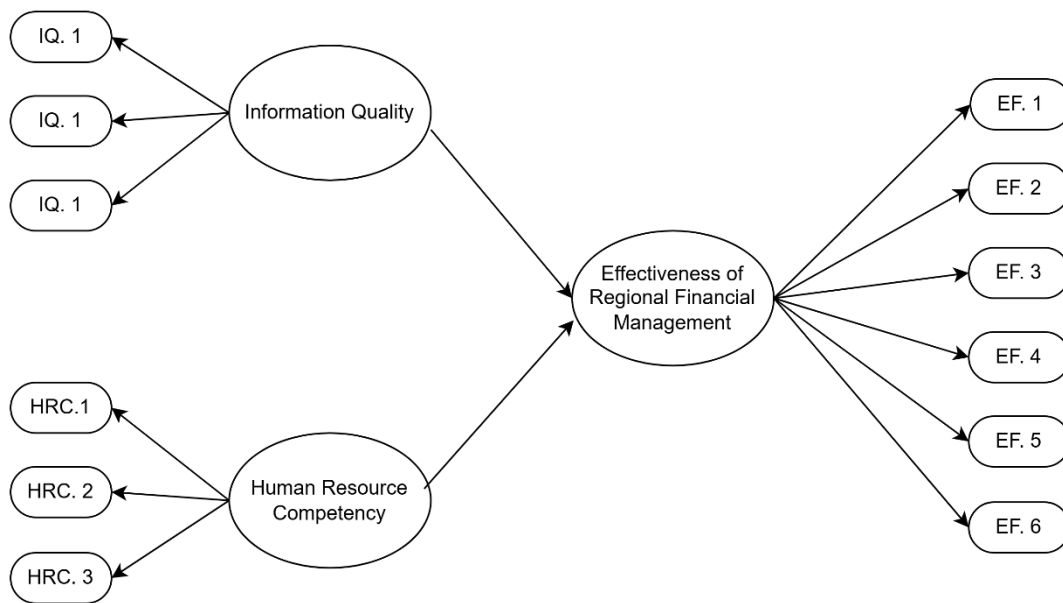 IQ. 1
IQ. 1
IQ. 1
Information Quality
HRC.1
HRC. 2
HRC. 3
Human Resource
Competency
Effectiveness of
Regional Financial
Management
EF. 1
EF. 2
EF. 3
EF. 4
EF. 5
EF. 6